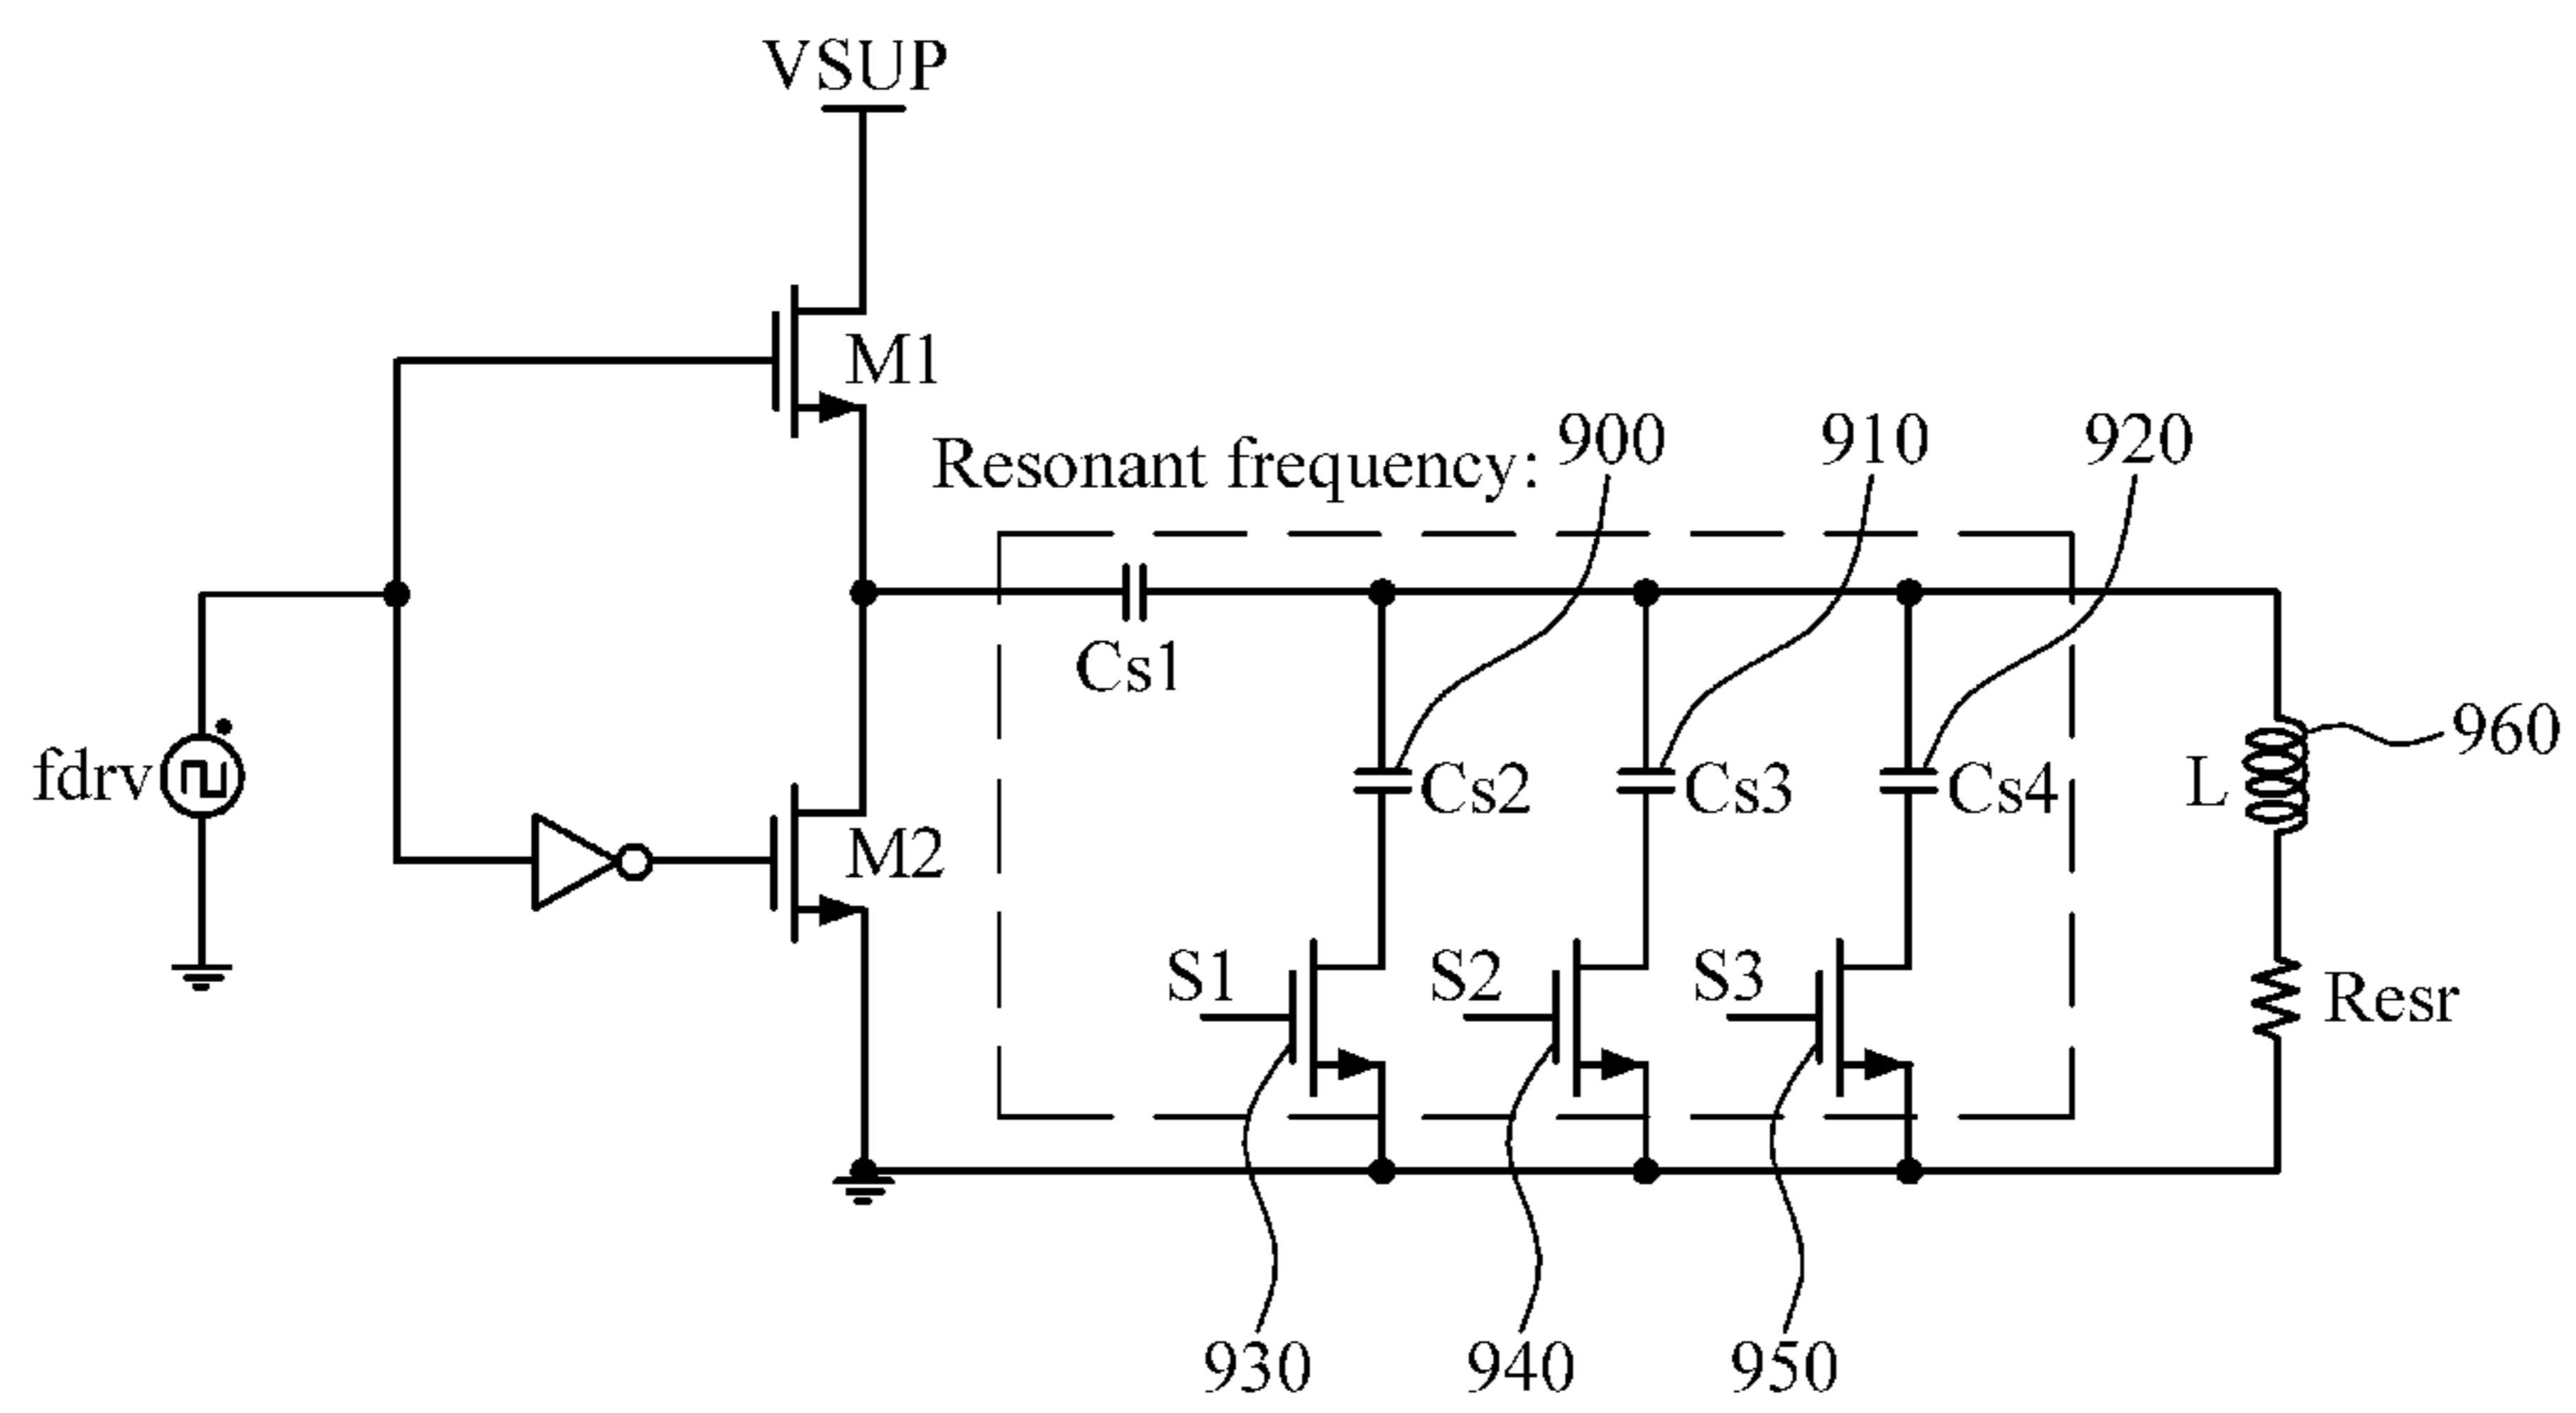 VSUP
M1
Resonant frequency:
900
910
920
Cs1
fdrv
Cs2
Cs3
Cs4
L
960
M2
S1
S2
S3
Resr
930
940
950